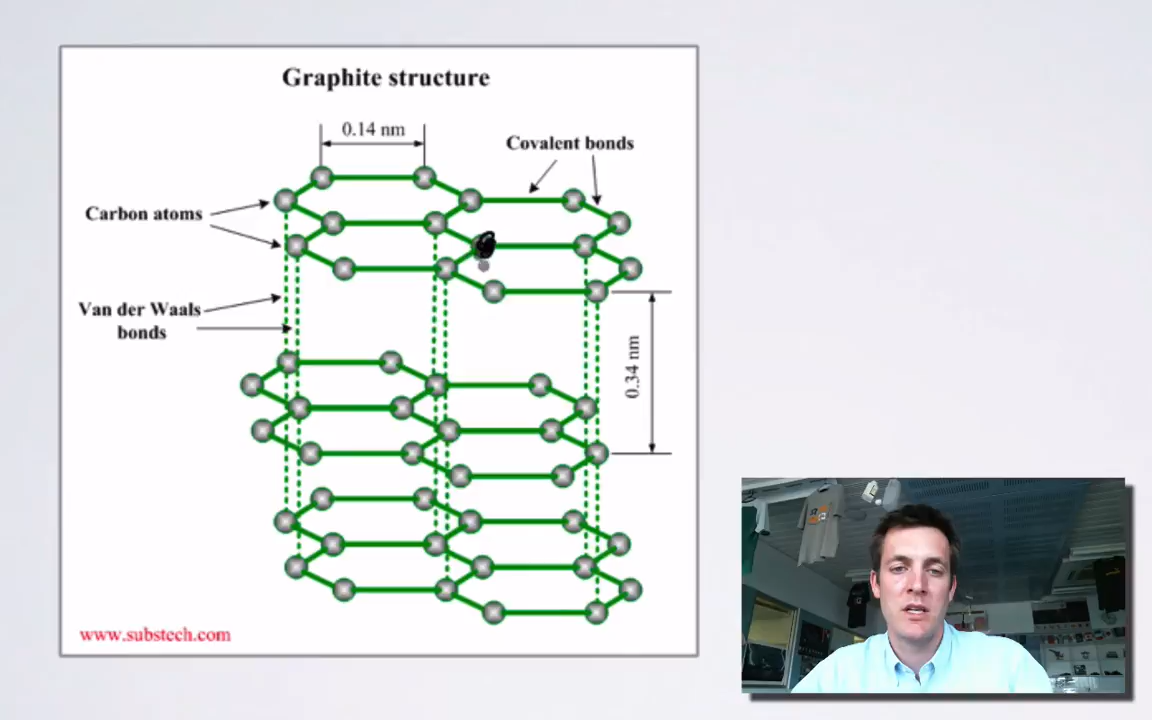 Graphite structure
0.14 nm
Covalent bonds
Carbon atoms
Van der Waals
bonds
0.34 nm
www.substech.com